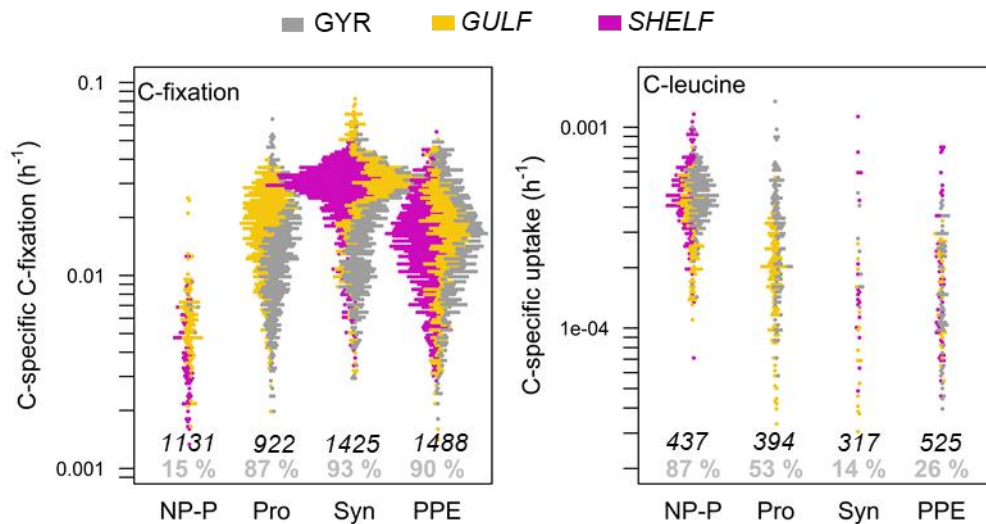 GYR GULF SHELF
C-fixation
C-specific C-fixation (h⁻¹)
0.1
0.01
0.001
1131 922 1425 1488
15 % 87 % 93 % 90 %
NP-P Pro Syn PPE
C-leucine
C-specific uptake (h⁻¹)
0.001
1e-04
437 394 317 525
87 % 53 % 14 % 26 %
NP-P Pro Syn PPE